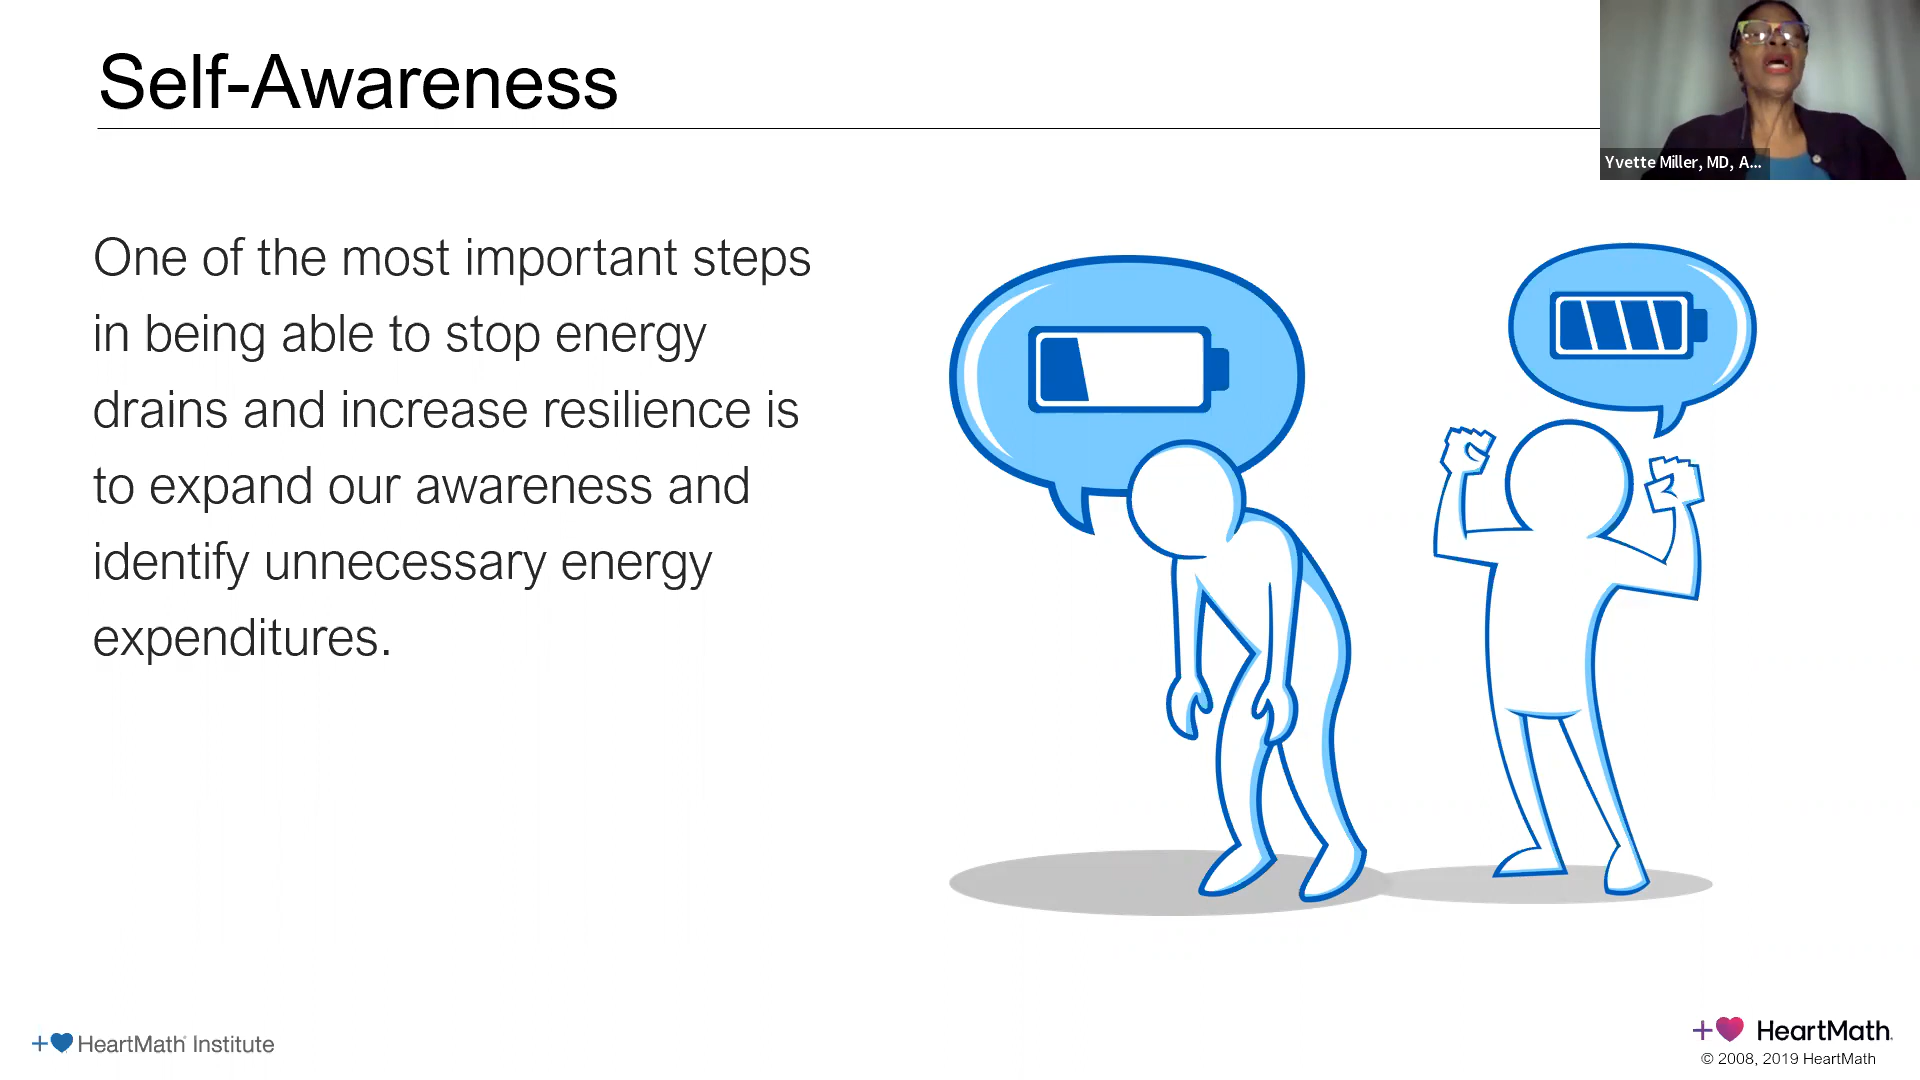 Self-Awareness
Yvette Miller, MD, A...
One of the most important steps
in being able to stop energy
drains and increase resilience is
to expand our awareness and
identify unnecessary energy
expenditures.
HeartMath Institute
HeartMath
© 2008, 2019 HeartMath